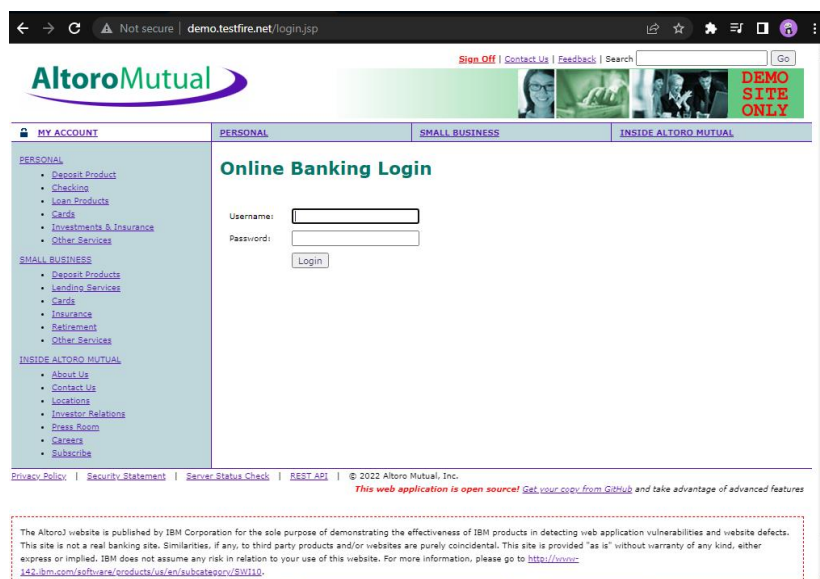 Not secure | demo.testfire.net/login.jsp
Sign Off | Contact Us | Feedback | Search Go
AltoroMutual
DEMO
SITE
ONLY
MY ACCOUNT PERSONAL SMALL BUSINESS INSIDE ALTORO MUTUAL
PERSONAL
• Deposit Product
• Checking
• Loan Products
• Cards
• Investments & Insurance
• Other Services
SMALL BUSINESS
• Deposit Products
• Lending Services
• Cards
• Insurance
• Retirement
• Other Services
INSIDE ALTORO MUTUAL
• About Us
• Contact Us
• Locations
• Investor Relations
• Press Room
• Careers
• Subscribe
Online Banking Login
Username:
Password:
Login
Privacy Policy | Security Statement | Server Status Check | REST API | © 2022 Altoro Mutual, Inc.
This web application is open source! Get your copy from GitHub and take advantage of advanced features
The AltoroJ website is published by IBM Corporation for the sole purpose of demonstrating the effectiveness of IBM products in detecting web application vulnerabilities and website defects.
This site is not a real banking site. Similarities, if any, to third party products and/or websites are purely coincidental. This site is provided "as is" without warranty of any kind, either
express or implied. IBM does not assume any risk in relation to your use of this website. For more information, please go to http://www-
142.ibm.com/software/products/us/en/subcategory/SWI10.